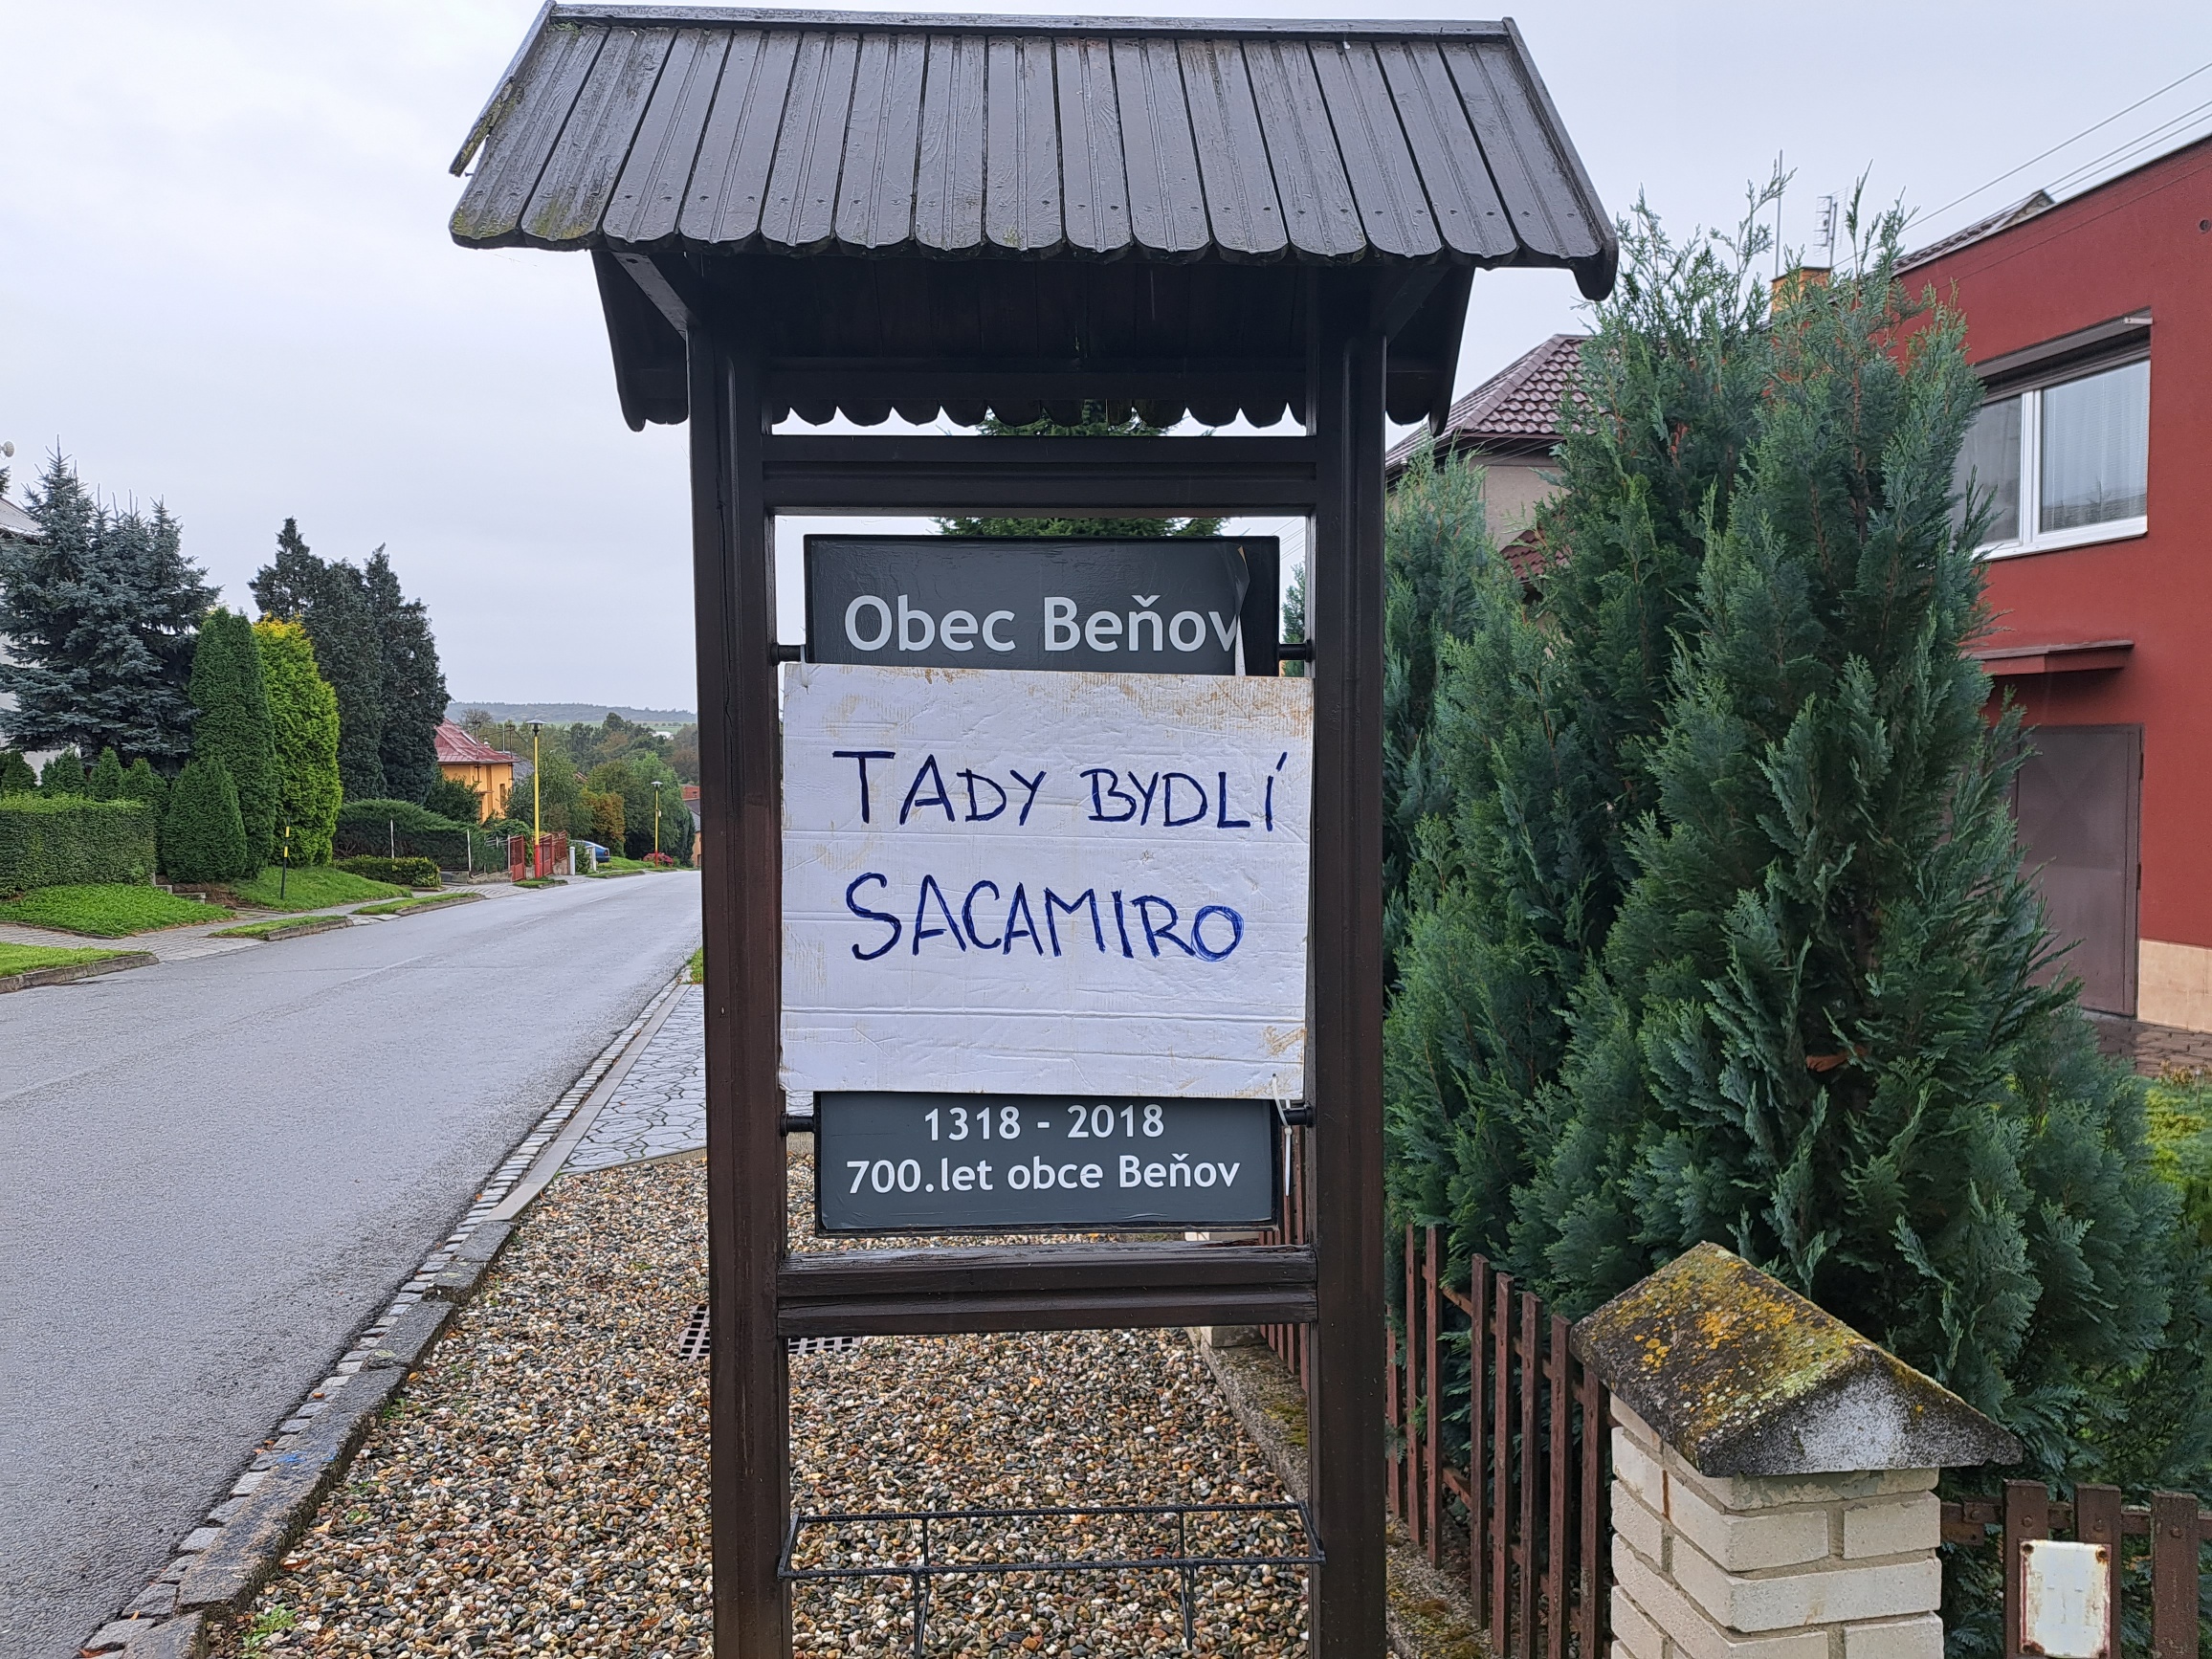 Obec Beňov
TADY BYDLÍ
SACAMIRO
1318 - 2018
700.let obce Beňov